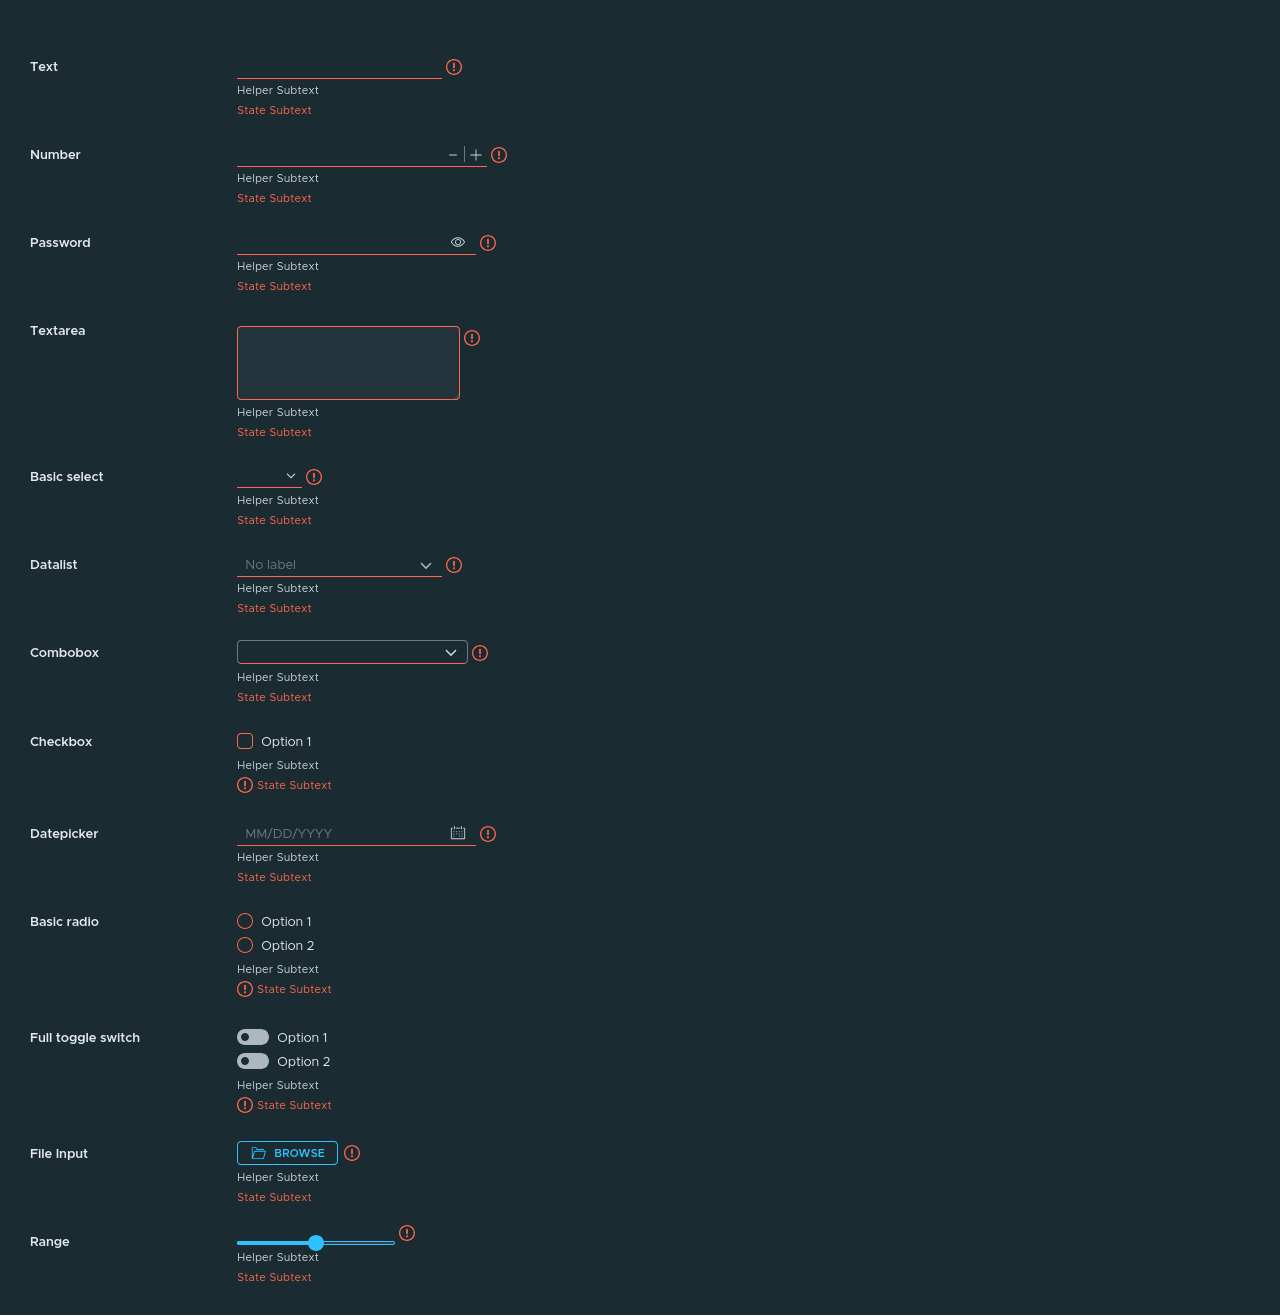 Text
Helper Subtext
State Subtext
Number
Helper Subtext
State Subtext
Password
Helper Subtext
State Subtext
Textarea
Helper Subtext
State Subtext
Basic select
Helper Subtext
State Subtext
Datalist No label
Helper Subtext
State Subtext
Combobox
Helper Subtext
State Subtext
Checkbox Option 1
Helper Subtext
State Subtext
Datepicker MM/DD/YYYY
Helper Subtext
State Subtext
Basic radio Option 1
Option 2
Helper Subtext
State Subtext
Full toggle switch Option 1
Option 2
Helper Subtext
State Subtext
File Input BROWSE
Helper Subtext
State Subtext
Range
Helper Subtext
State Subtext